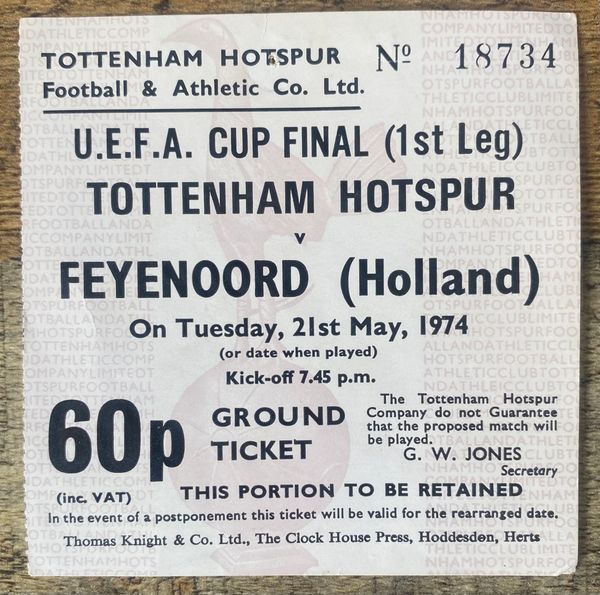 TOTTENHAM HOTSPUR
Football & Athletic Co. Ltd.
Nº 18734
U.E.F.A. CUP FINAL (1st Leg)
TOTTENHAM HOTSPUR
v
FEYENOORD (Holland)
On Tuesday, 21st May, 1974
(or date when played)
Kick-off 7.45 p.m.
60p
(inc. VAT)
GROUND
TICKET
The Tottenham Hotspur
Company do not Guarantee
that the proposed match will
be played.
G. W. JONES
Secretary
THIS PORTION TO BE RETAINED
In the event of a postponement this ticket will be valid for the rearranged date.
Thomas Knight & Co. Ltd., The Clock House Press, Hoddesden, Herts